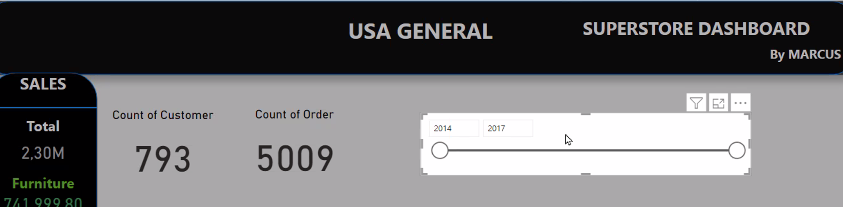 USA GENERAL
SUPERSTORE DASHBOARD
By MARCUS
SALES
Total
2,30M
Furniture
741.999,80
Count of Customer
793
Count of Order
5009
2014
2017